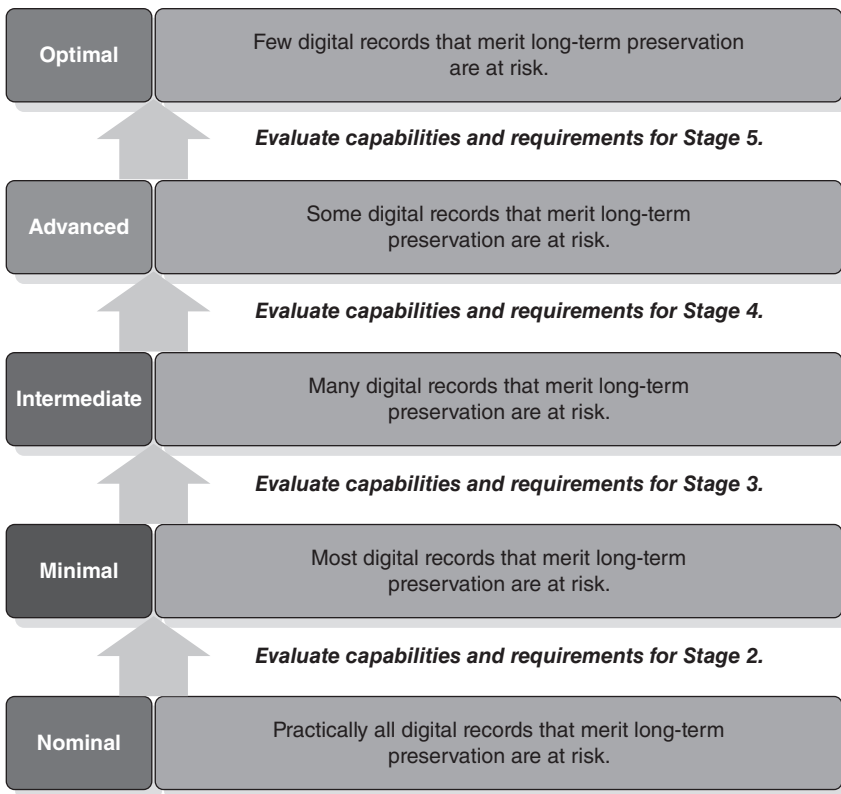 Optimal
Few digital records that merit long-term preservation
are at risk.
Evaluate capabilities and requirements for Stage 5.
Advanced
Some digital records that merit long-term
preservation are at risk.
Evaluate capabilities and requirements for Stage 4.
Intermediate
Many digital records that merit long-term
preservation are at risk.
Evaluate capabilities and requirements for Stage 3.
Minimal
Most digital records that merit long-term
preservation are at risk.
Evaluate capabilities and requirements for Stage 2.
Nominal
Practically all digital records that merit long-term
preservation are at risk.